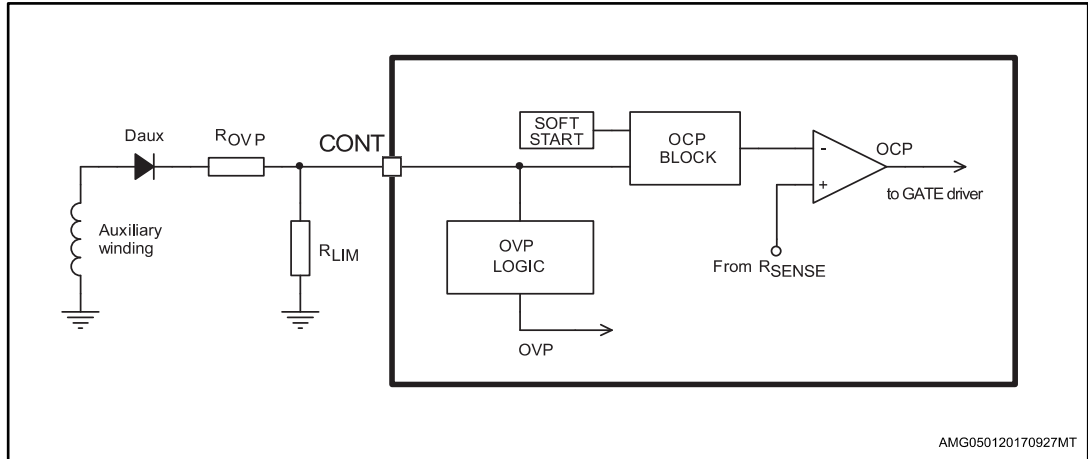 Daux
ROVP
CONT
SOFT
START
OCP
BLOCK
-
+
OCP
to GATE driver
Auxiliary
winding
RLIM
OVP
LOGIC
From RSENSE
OVP
AMG050120170927MT